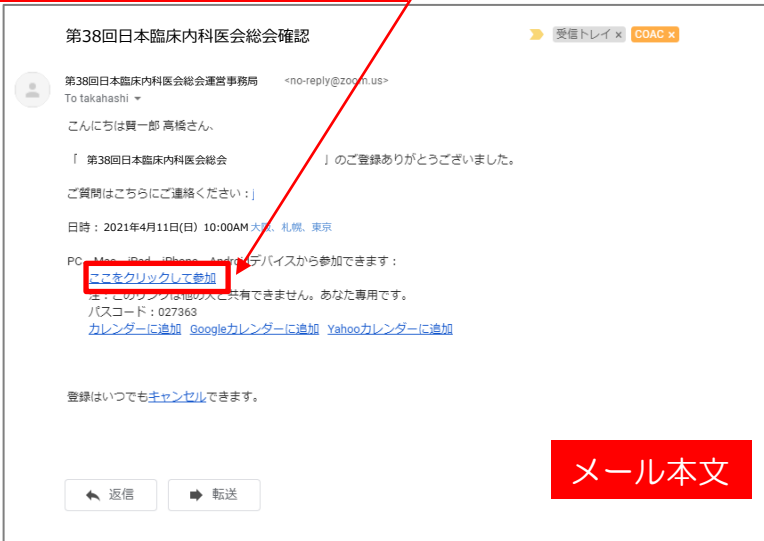 第38回日本臨床内科医会総会確認
受信トレイ x COAC x
第38回日本臨床内科医会総会運営事務局 <no-reply@zoom.us>
To takahashi
こんにちは賢一郎 高橋さん、
「 第38回日本臨床内科医会総会 」のご登録ありがとうございました。
ご質問はこちらにご連絡ください：」
日時： 2021年4月11日(日) 10:00AM 大阪、札幌、東京
PC、Mac、iPad、iPhone、Androidデバイスから参加できます：
ここをクリックして参加
注：このリンクは他の人と共有できません。あなた専用です。
パスコード：027363
カレンダーに追加 Googleカレンダーに追加 Yahooカレンダーに追加
登録はいつでもキャンセルできます。
メール本文
返信 転送